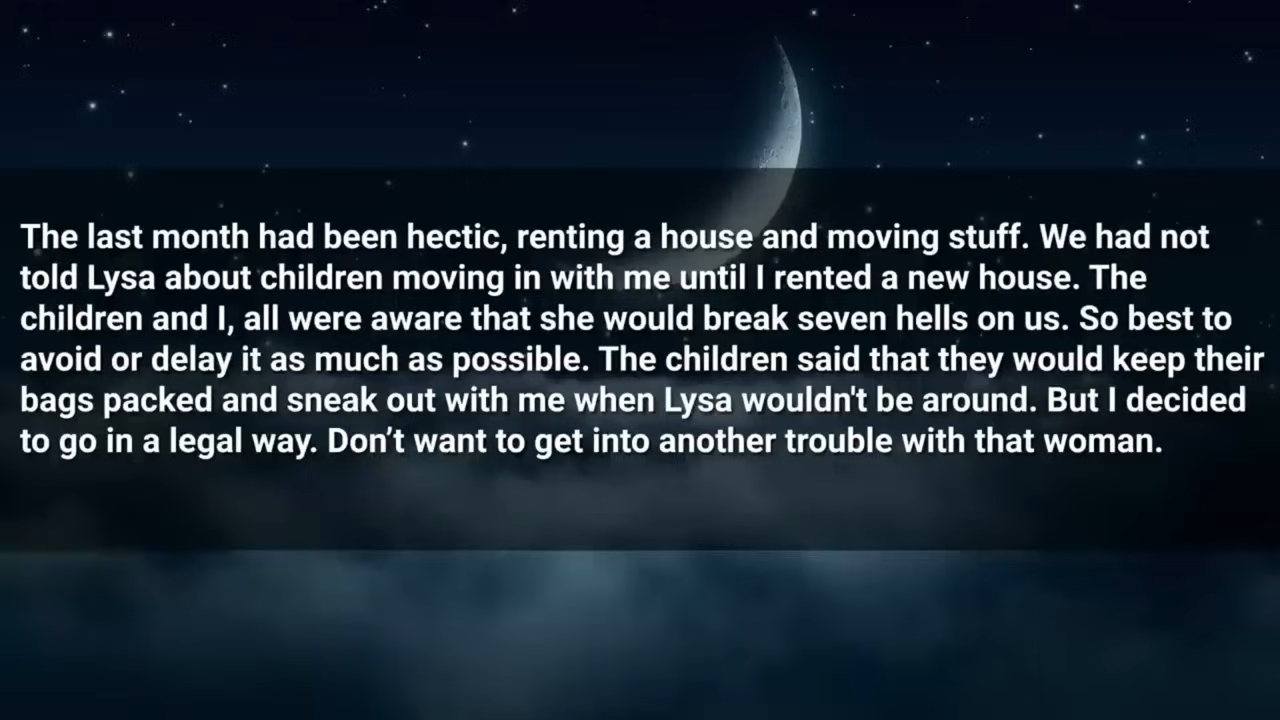 The last month had been hectic, renting a house and moving stuff. We had not
told Lysa about children moving in with me until I rented a new house. The
children and I, all were aware that she would break seven hells on us. So best to
avoid or delay it as much as possible. The children said that they would keep their
bags packed and sneak out with me when Lysa wouldn't be around. But I decided
to go in a legal way. Don’t want to get into another trouble with that woman.